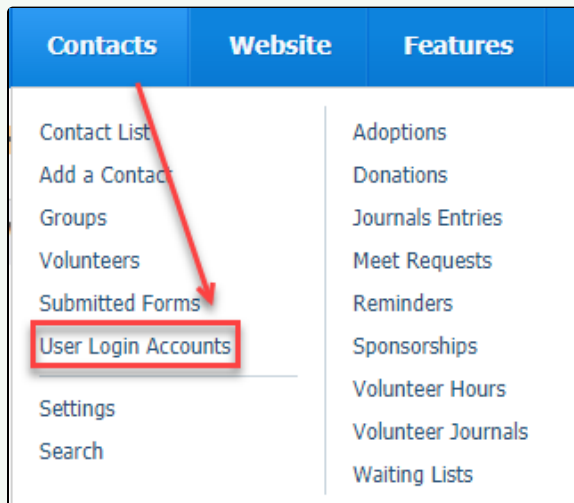 Contacts Website Features
Contact List
Add a Contact
Groups
Volunteers
Submitted Forms
User Login Accounts
Settings
Search
Adoptions
Donations
Journals Entries
Meet Requests
Reminders
Sponsorships
Volunteer Hours
Volunteer Journals
Waiting Lists